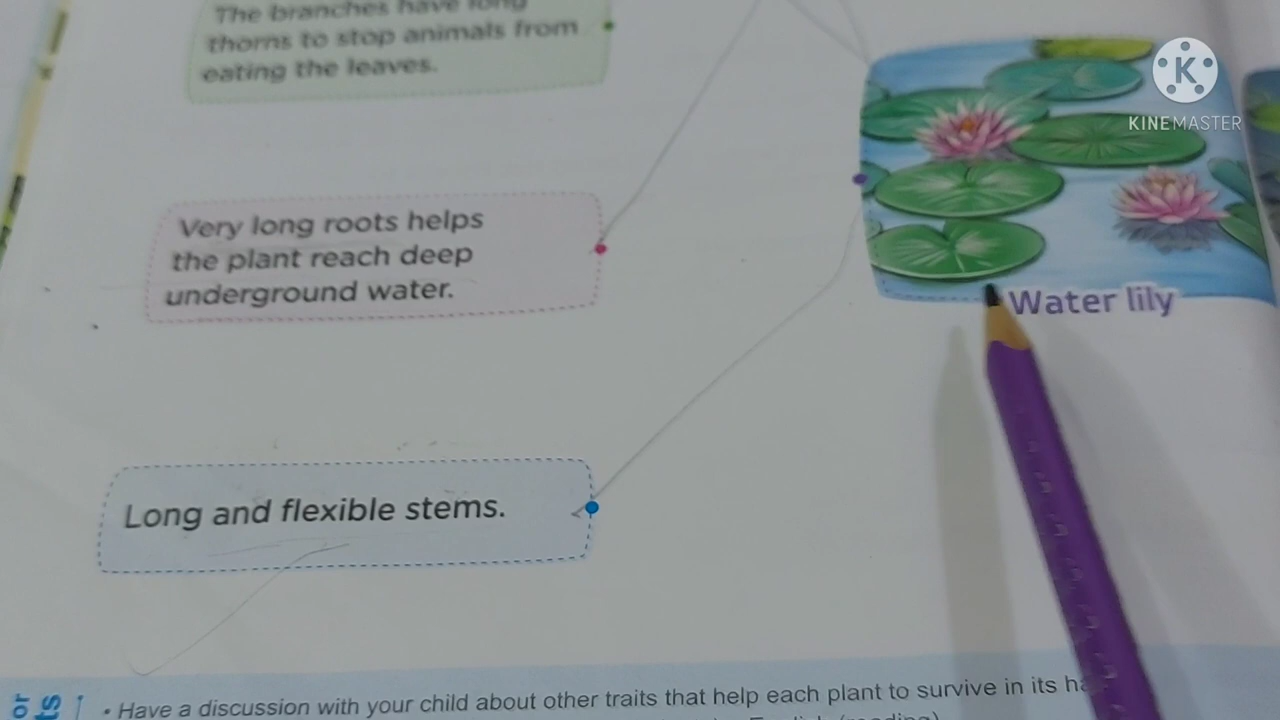 The branches have long
thorns to stop animals from
eating the leaves.
K
KINEMASTER
Very long roots helps
the plant reach deep
underground water.
Water lily
Long and flexible stems.
• Have a discussion with your child about other traits that help each plant to survive in its
English (reading)